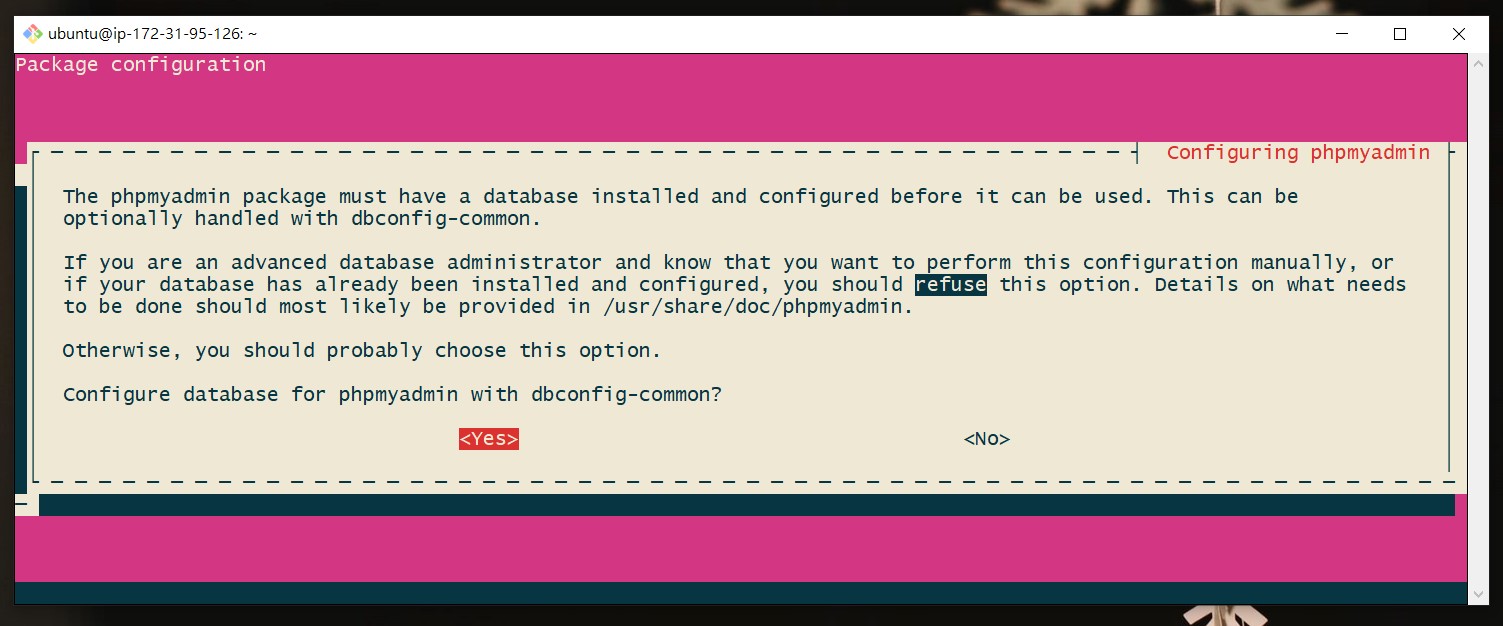 ubuntu@ip-172-31-95-126: ~
Package configuration
Configuring phpmyadmin
The phpmyadmin package must have a database installed and configured before it can be used. This can be
optionally handled with dbconfig-common.
If you are an advanced database administrator and know that you want to perform this configuration manually, or
if your database has already been installed and configured, you should refuse this option. Details on what needs
to be done should most likely be provided in /usr/share/doc/phpmyadmin.
Otherwise, you should probably choose this option.
Configure database for phpmyadmin with dbconfig-common?
<Yes> <No>